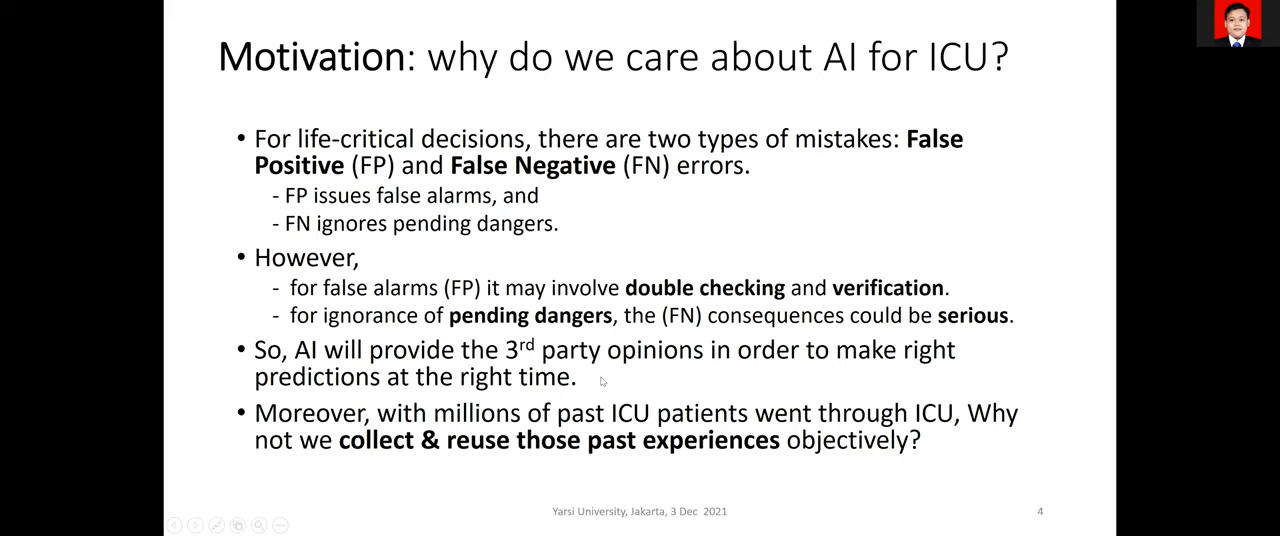 Motivation: why do we care about AI for ICU?
• For life-critical decisions, there are two types of mistakes: False
Positive (FP) and False Negative (FN) errors.
- FP issues false alarms, and
- FN ignores pending dangers.
• However,
- for false alarms (FP) it may involve double checking and verification.
- for ignorance of pending dangers, the (FN) consequences could be serious.
• So, AI will provide the 3rd party opinions in order to make right
predictions at the right time.
• Moreover, with millions of past ICU patients went through ICU, Why
not we collect & reuse those past experiences objectively?
Yarsi University, Jakarta, 3 Dec 2021
4